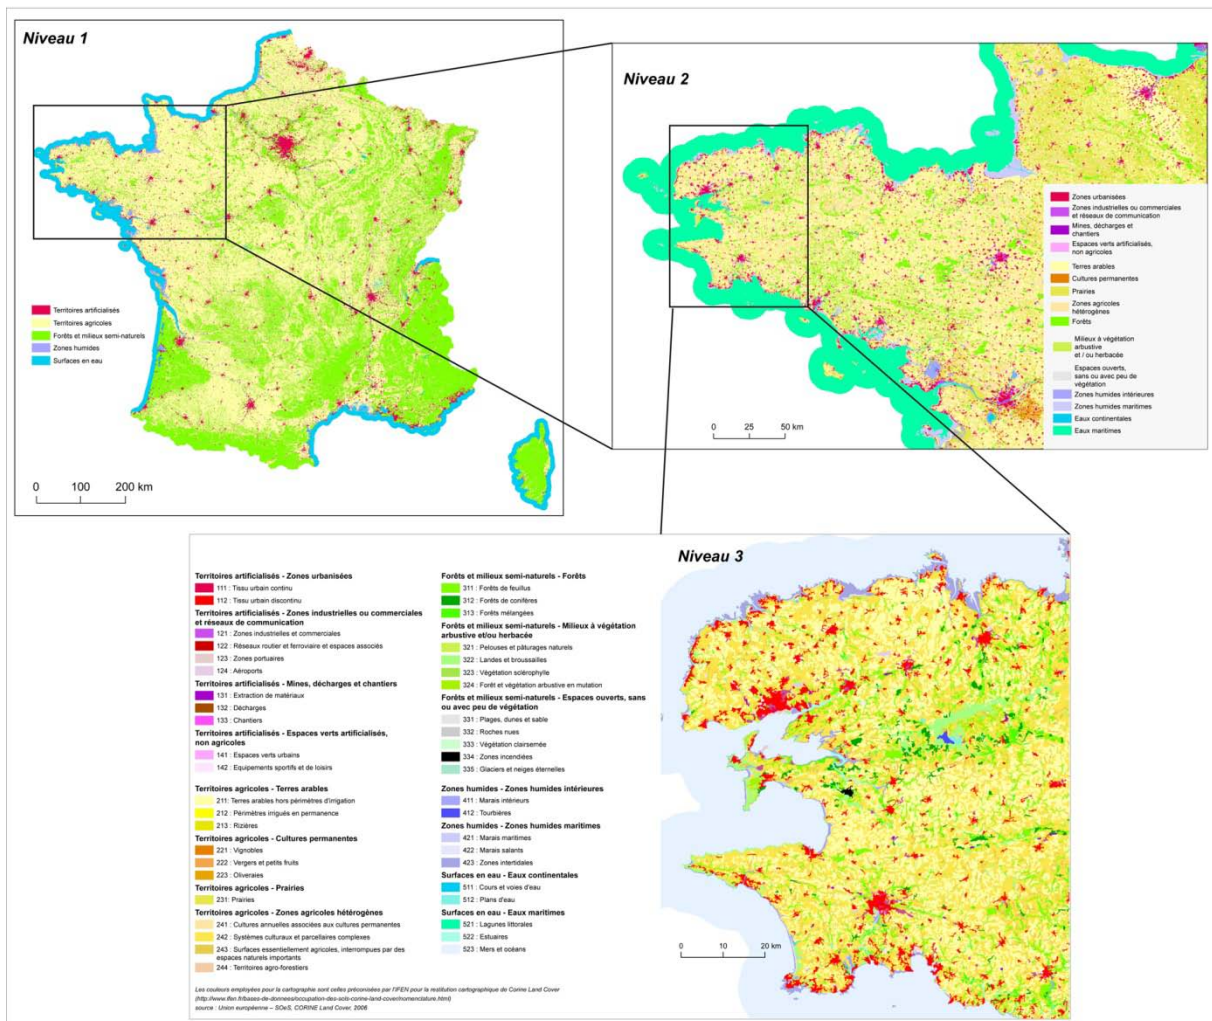 Niveau 1
Territoires artificialisés
Territoires agricoles
Forêts et milieux semi-naturels
Zones humides
Surfaces en eau
0 100 200 km
Niveau 2
Zones urbanisées
Zones industrielles ou commerciales
et réseaux de communication
Mines, décharges et
chantiers
Espaces verts artificialisés,
non agricoles
Terres arables
Cultures permanentes
Prairies
Zones agricoles
hétérogènes
Forêts
Milieux à végétation
arbustive
et / ou herbacée
Espaces ouverts,
sans ou avec peu de
végétation
Zones humides intérieures
Zones humides maritimes
Eaux continentales
Eaux maritimes
0 25 50 km
Niveau 3
Territoires artificialisés - Zones urbanisées
111 : Tissu urbain continu
112 : Tissu urbain discontinu
Territoires artificialisés - Zones industrielles ou commerciales
et réseaux de communication
121 : Zones industrielles et commerciales
122 : Réseaux routier et ferroviaire et espaces associés
123 : Zones portuaires
124 : Aéroports
Territoires artificialisés - Mines, décharges et chantiers
131 : Extraction de matériaux
132 : Décharges
133 : Chantiers
Territoires artificialisés - Espaces verts artificialisés,
non agricoles
141 : Espaces verts urbains
142 : Equipements sportifs et de loisirs
Territoires agricoles - Terres arables
211: Terres arables hors périmètres d'irrigation
212 : Périmètres irrigués en permanence
213 : Rizières
Territoires agricoles - Cultures permanentes
221 : Vignobles
222 : Vergers et petits fruits
223 : Oliveraies
Territoires agricoles - Prairies
231: Prairies
Territoires agricoles - Zones agricoles hétérogènes
241 : Cultures annuelles associées aux cultures permanentes
242 : Systèmes culturaux et parcellaires complexes
243 : Surfaces essentiellement agricoles, interrompues par des
espaces naturels importants
244 : Territoires agro-forestiers
Forêts et milieux semi-naturels - Forêts
311 : Forêts de feuillus
312 : Forêts de conifères
313 : Forêts mélangées
Forêts et milieux semi-naturels - Milieux à végétation
arbustive et/ou herbacée
321 : Pelouses et pâturages naturels
322 : Landes et broussailles
323 : Végétation sclérophylle
324 : Forêt et végétation arbustive en mutation
Forêts et milieux semi-naturels - Espaces ouverts, sans
ou avec peu de végétation
331 : Plages, dunes et sable
332 : Roches nues
333 : Végétation clairsemée
334 : Zones incendiées
335 : Glaciers et neiges éternelles
Zones humides - Zones humides intérieures
411 : Marais intérieurs
412 : Tourbières
Zones humides - Zones humides maritimes
421 : Marais maritimes
422 : Marais salants
423 : Zones intertidales
Surfaces en eau - Eaux continentales
511 : Cours et voies d'eau
512 : Plans d'eau
Surfaces en eau - Eaux maritimes
521 : Lagunes littorales
522 : Estuaires
523 : Mers et océans
0 10 20 km
Les couleurs employées pour la cartographie sont celles préconisées par l'IFEN pour la restitution cartographique de Corine Land Cover
(http://www.ifen.fr/bases-de-donnees/occupation-des-sols-corine-land-cover/nomenclature.html)
source : Union européenne – SOeS, CORINE Land Cover, 2006